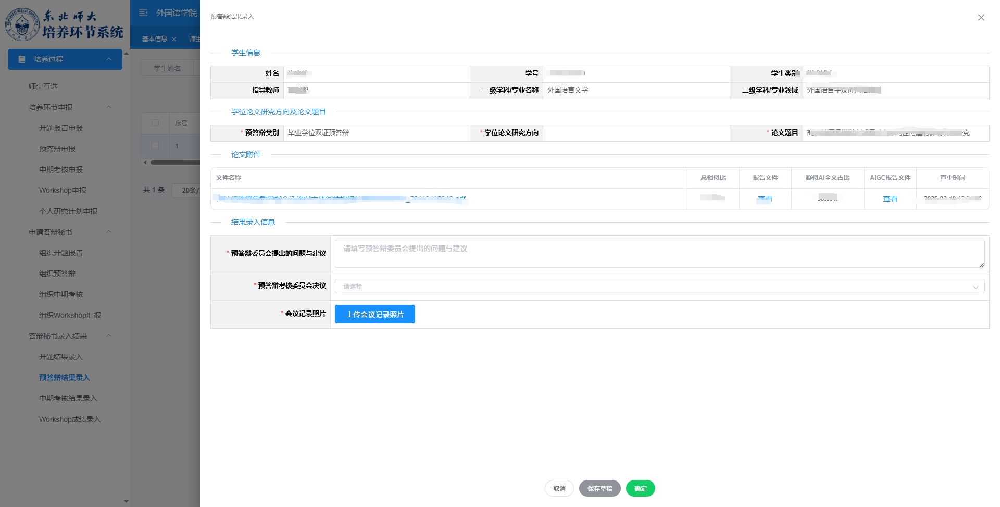 东北师大
培养环节系统
NORTHEAST NORMAL UNIVERSITY
外国语学院
基本信息
师生
培养过程
师生互选
培养环节申报
开题报告申报
预答辩申报
中期考核申报
Workshop申报
个人研究计划申报
申请答辩秘书
组织开题报告
组织预答辩
组织中期考核
组织Workshop汇报
答辩秘书录入结果
开题结果录入
预答辩结果录入
中期考核结果录入
Workshop成绩录入
学生姓名
序号
1
共 1 条
20条/
预答辩结果录入
学生信息
姓名
学号
学生类别
指导教师
一级学科/专业名称
外国语言文学
二级学科/专业领域
学位论文研究方向及论文题目
* 预答辩类别
毕业学位双证预答辩
* 学位论文研究方向
* 论文题目
究
论文附件
文件名称
总相似比
报告文件
疑似AI全文占比
AIGC报告文件
查重时间
查看
查看
结果录入信息
* 预答辩委员会提出的问题与建议
请填写预答辩委员会提出的问题与建议
* 预答辩考核委员会决议
请选择
* 会议记录照片
上传会议记录照片
取消
保存草稿
确定